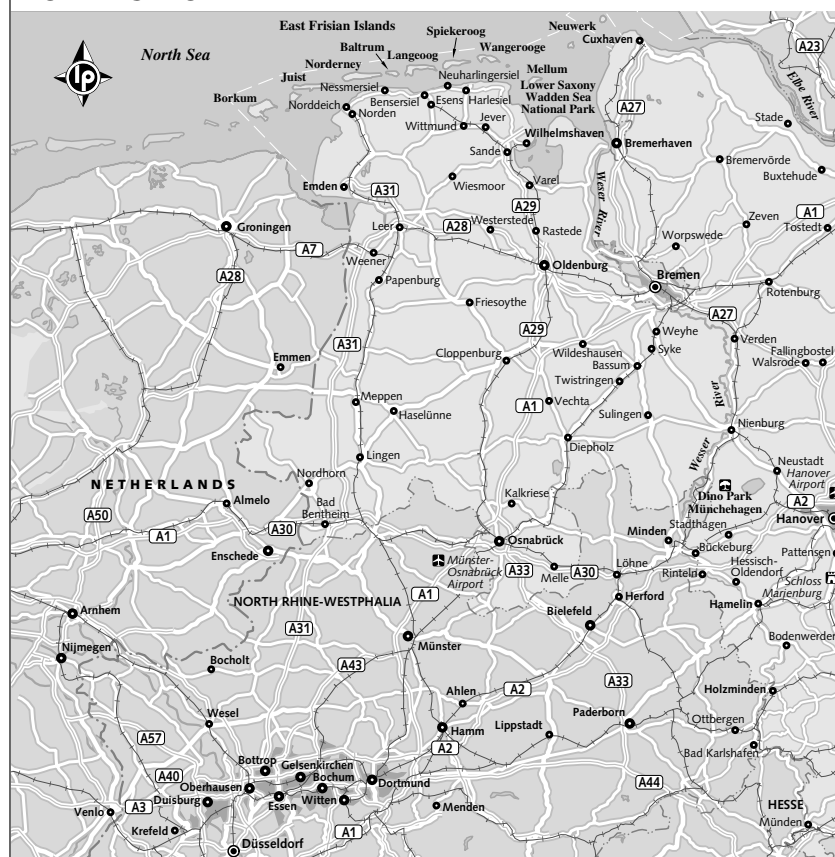 East Frisian Islands
North Sea
Baltrum
Spiekeroog
Neuwerk
Cuxhaven
A23
lp
Norderney
Langeoog
Wangerooge
Juist
Neuharlingersiel
Mellum
Elbe River
Nessmersiel
Lower Saxony
Wadden Sea
National Park
Borkum
Bensersiel
Esens
Harlesiel
A27
Norddeich
Norden
Jever
Stade
Wittmund
Wilhelmshaven
Bremerhaven
Sande
Bremervörde
Buxtehude
Emden
A31
Wiesmoor
Varel
Weser River
A29
Groningen
Leer
A28
Westerstede
Rastede
Zeven
A1
Tostedt
Worpswede
A7
Weener
Oldenburg
Bremen
A28
Papenburg
Rotenburg
Friesoythe
A27
A31
A29
Weyhe
Verden
Emmen
Cloppenburg
Wildeshausen
Syke
Fallingbostel
Bassum
Walsrode
Twistringen
Meppen
Haselünne
A1
Vechta
Sulingen
River
Nienburg
Diepholz
Lingen
Wesser
Neustadt
Hanover
Airport
NETHERLANDS
Nordhorn
Almelo
Kalkriese
Dino Park
Münchehagen
A2
A50
Bad
Bentheim
Hanover
A1
A30
Osnabrück
Minden
Stadthagen
Enschede
Bückeburg
Pattensen
Münster-
Osnabrück
Airport
A33
Melle
A30
Löhne
Rinteln
Hessisch-
Oldendorf
Schloss
Marienburg
NORTH RHINE-WESTPHALIA
A1
Herford
Hamelin
Arnhem
A31
Bielefeld
Nijmegen
Münster
Bodenwerder
Bocholt
A43
A33
Ahlen
A2
Holzminden
Wesel
Paderborn
A57
Hamm
Lippstadt
Ottbergen
A2
Bad Karlshafen
Bottrop
Gelsenkirchen
A40
Oberhausen
Bochum
Dortmund
A44
Duisburg
Essen
Witten
HESSE
Venlo
A3
Menden
Krefeld
A1
Münden
Düsseldorf